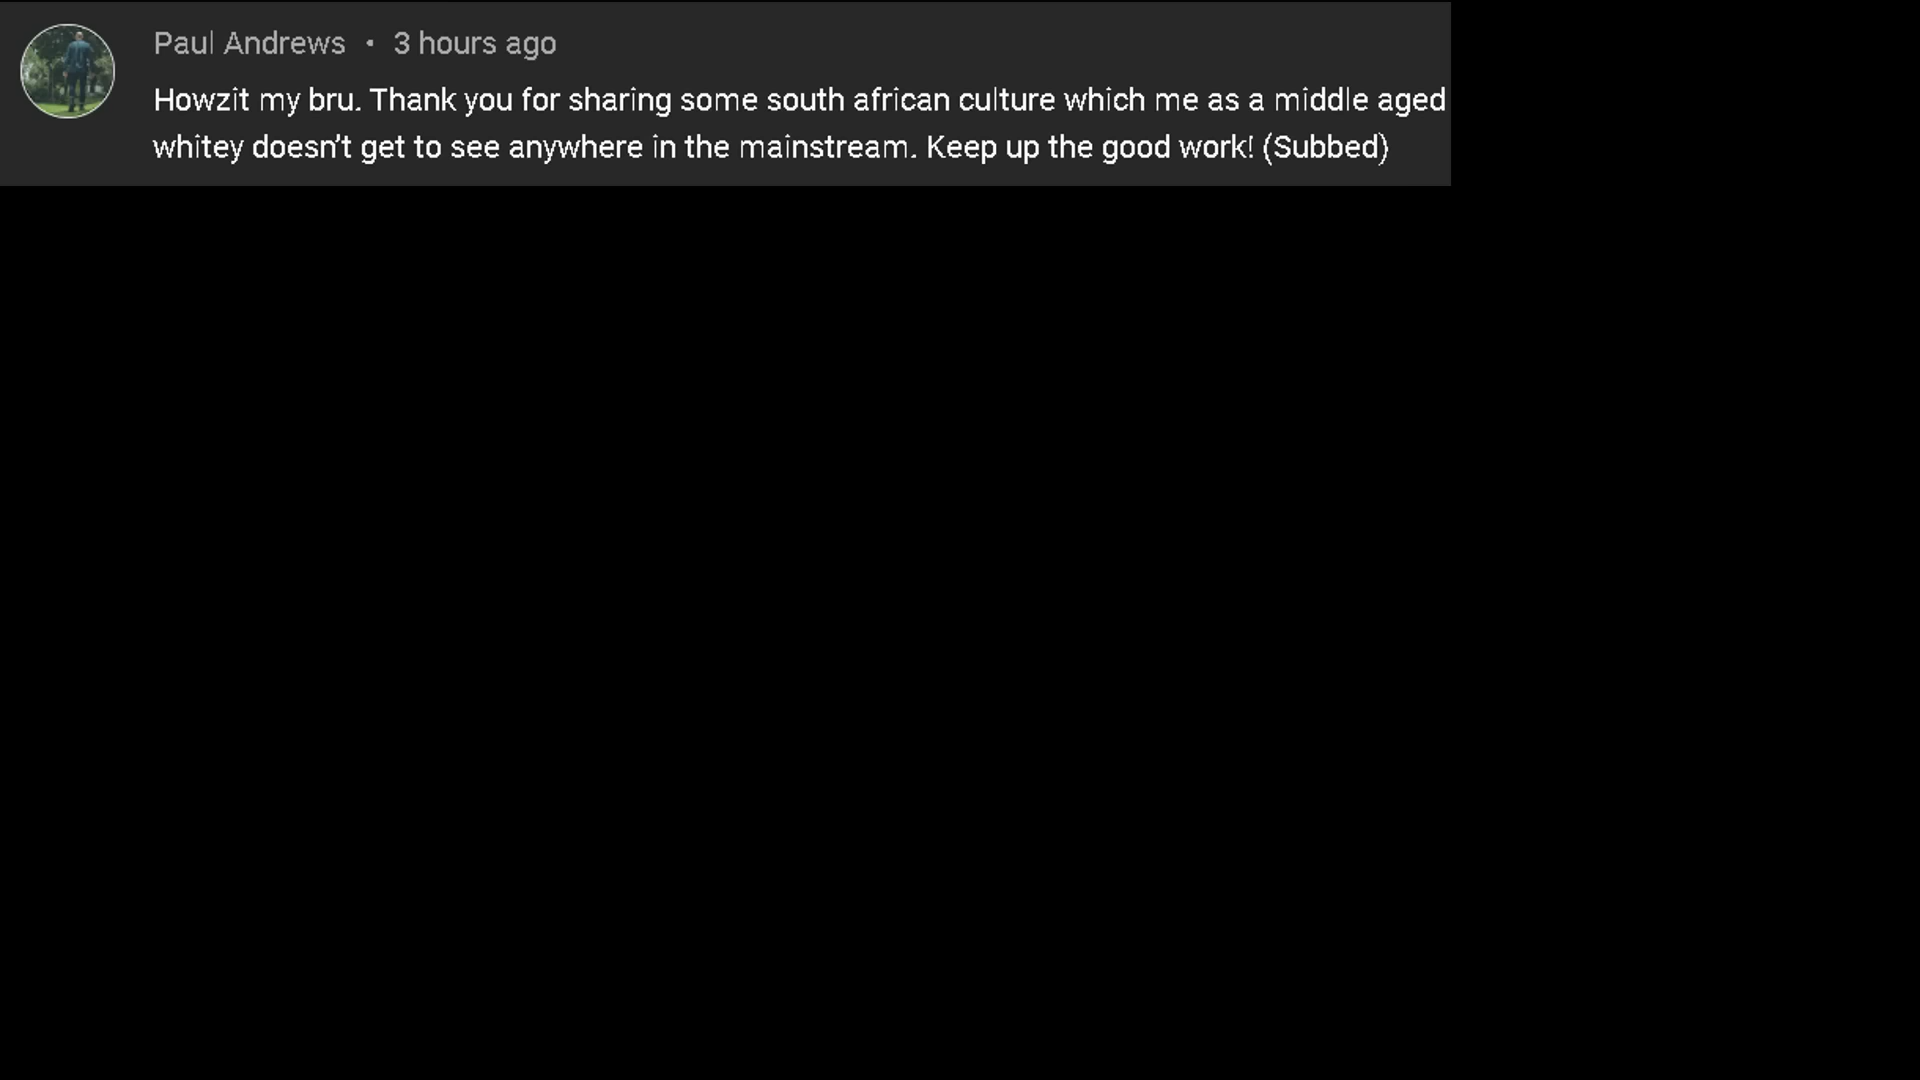 Paul Andrews • 3 hours ago
Howzit my bru. Thank you for sharing some south african culture which me as a middle aged
whitey doesn't get to see anywhere in the mainstream. Keep up the good work! (Subbed)